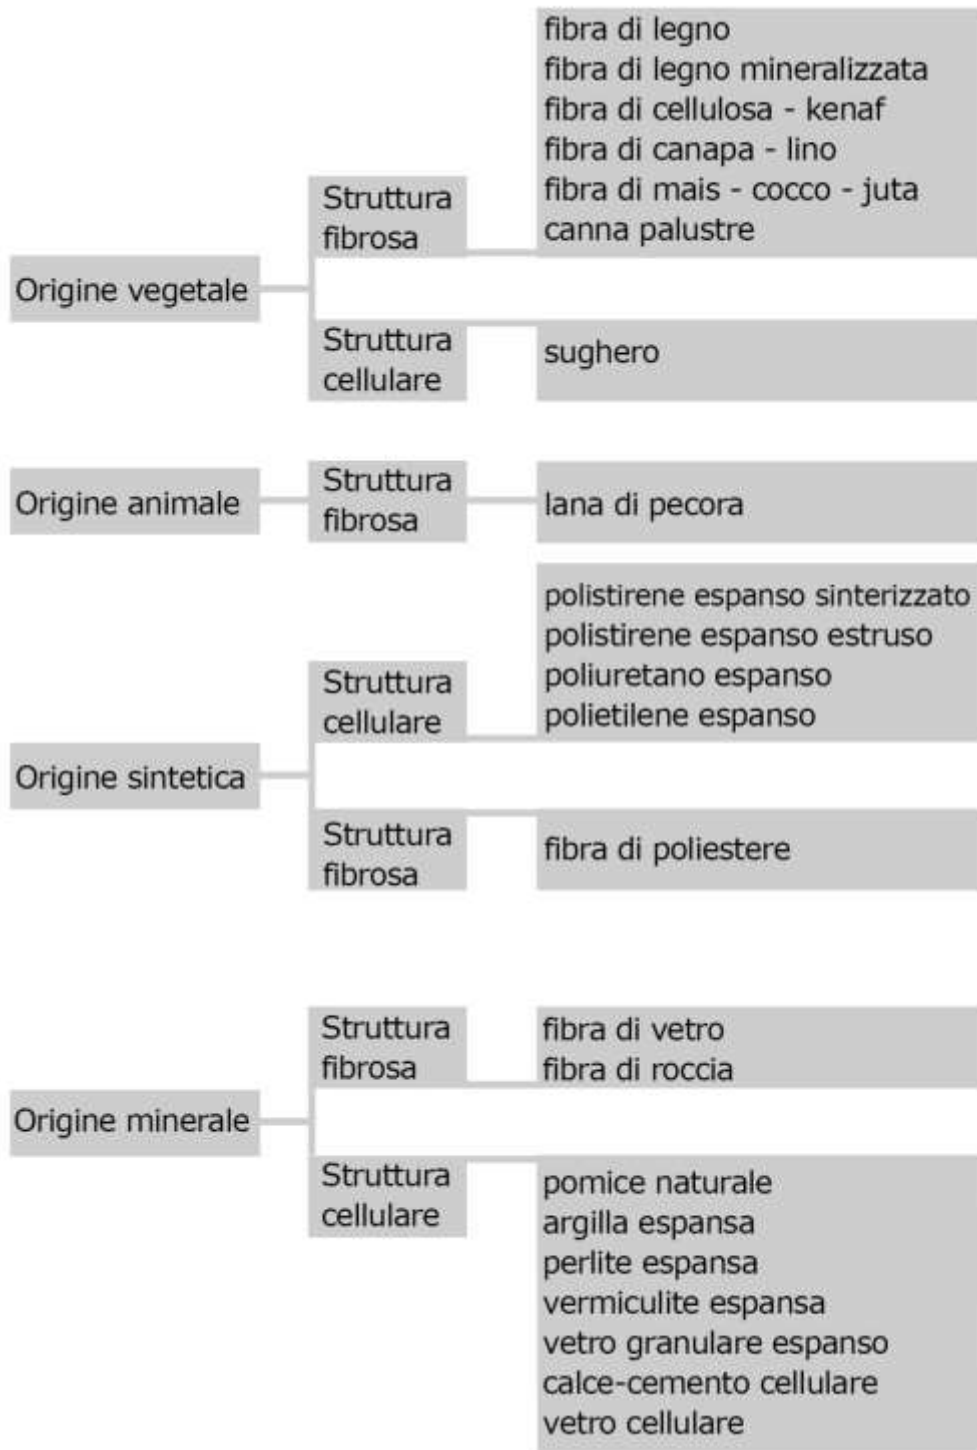 Origine vegetale
Struttura
fibrosa
fibra di legno
fibra di legno mineralizzata
fibra di cellulosa - kenaf
fibra di canapa - lino
fibra di mais - cocco - juta
canna palustre
Struttura
cellulare
sughero
Origine animale
Struttura
fibrosa
lana di pecora
Origine sintetica
Struttura
cellulare
polistirene espanso sinterizzato
polistirene espanso estruso
poliuretano espanso
polietilene espanso
Struttura
fibrosa
fibra di poliestere
Origine minerale
Struttura
fibrosa
fibra di vetro
fibra di roccia
Struttura
cellulare
pomice naturale
argilla espansa
perlite espansa
vermiculite espansa
vetro granulare espanso
calce-cemento cellulare
vetro cellulare